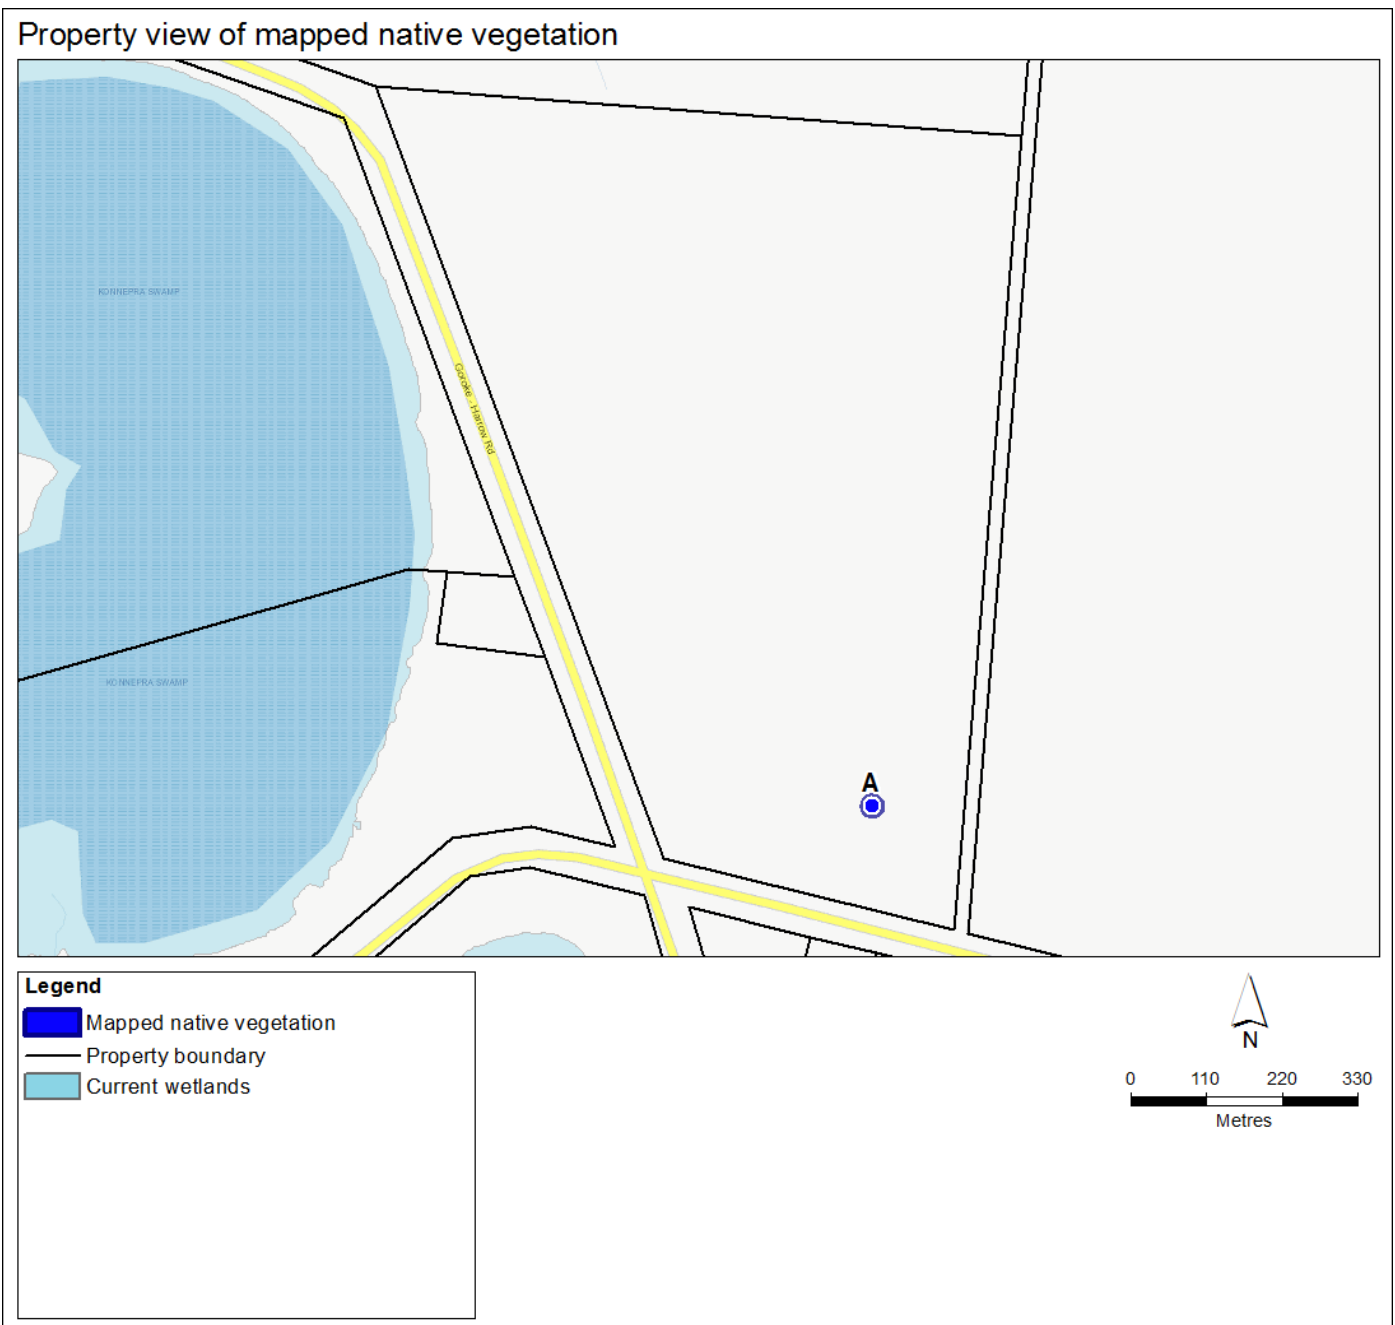 Property view of mapped native vegetation
KONNEPRA SWAMP
Goroke - Harrow Rd
KONNEPRA SWAMP
A
Legend
Mapped native vegetation
Property boundary
Current wetlands
N
0 110 220 330
Metres